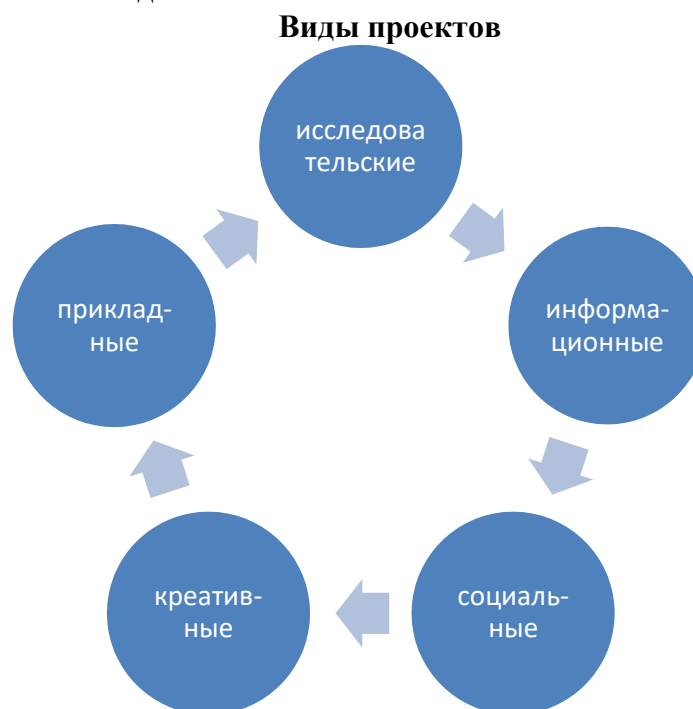 Виды проектов
исследова
тельские
информа-
ционные
социаль-
ные
креатив-
ные
приклад-
ные